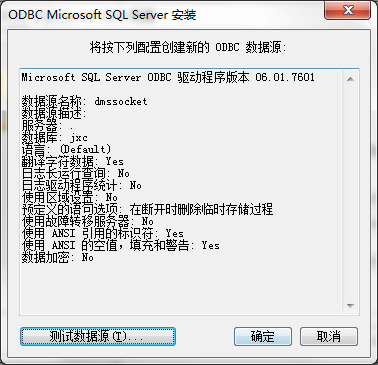 ODBC Microsoft SQL Server 安装
将按下列配置创建新的 ODBC 数据源:
Microsoft SQL Server ODBC 驱动程序版本 06.01.7601
数据源名称: dmssocket
数据源描述:
服务器: .
数据库: jxc
语言: (Default)
翻译字符数据: Yes
日志长运行查询: No
日志驱动程序统计: No
使用区域设置: No
预定义的语句选项: 在断开时删除临时存储过程
使用故障转移服务器: No
使用 ANSI 引用的标识符: Yes
使用 ANSI 的空值，填充和警告: Yes
数据加密: No
测试数据源(T)...
确定
取消